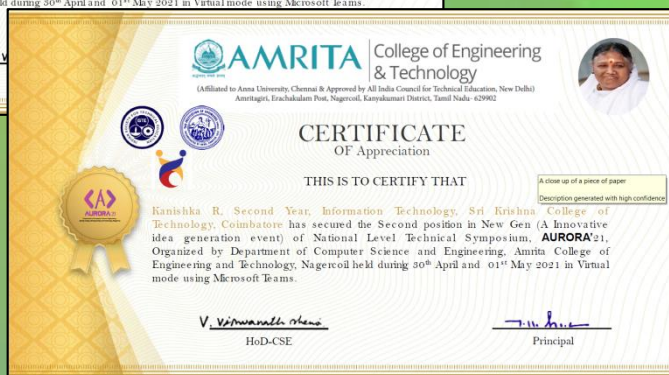 ld during 30th April and 01st May 2021 in Virtual mode using Microsoft Teams.
AMRITA College of Engineering
& Technology
(Affiliated to Anna University, Chennai & Approved by All India Council for Technical Education, New Delhi)
Amritagiri, Erachakulam Post, Nagercoil, Kanyakumari District, Tamil Nadu- 629902
CERTIFICATE
OF Appreciation
THIS IS TO CERTIFY THAT
A close up of a piece of paper
Description generated with high confidence
AURORA'21
Kanishka R, Second Year, Information Technology, Sri Krishna College of
Technology, Coimbatore has secured the Second position in New Gen (A Innovative
idea generation event) of National Level Technical Symposium, AURORA'21,
Organized by Department of Computer Science and Engineering, Amrita College of
Engineering and Technology, Nagercoil held during 30th April and 01st May 2021 in Virtual
mode using Microsoft Teams.
HoD-CSE
Principal